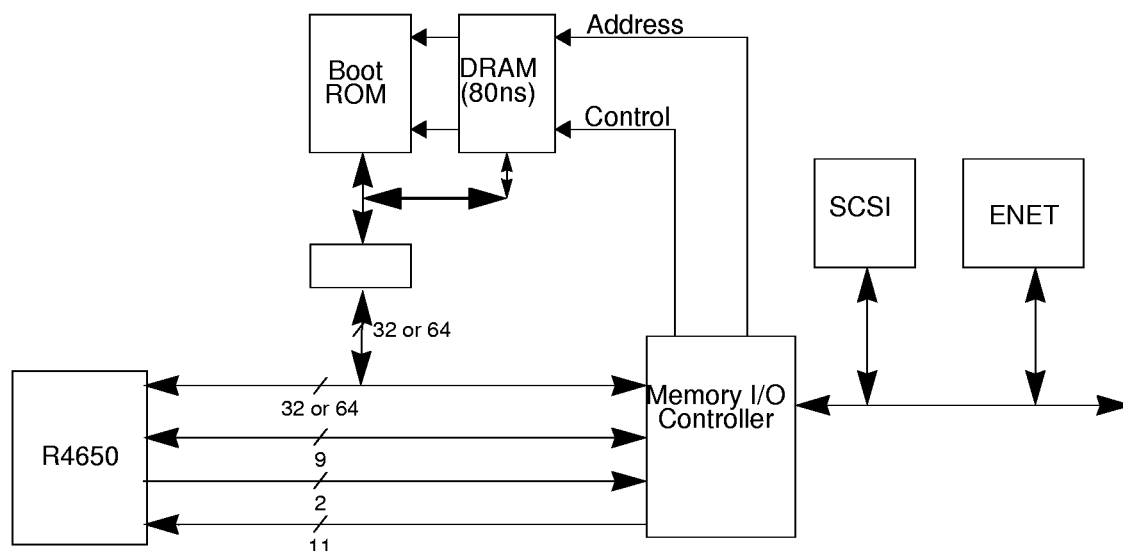 Address
Boot
ROM
DRAM
(80ns)
Control
SCSI
ENET
32 or 64
32 or 64
Memory I/O
Controller
R4650
9
2
11